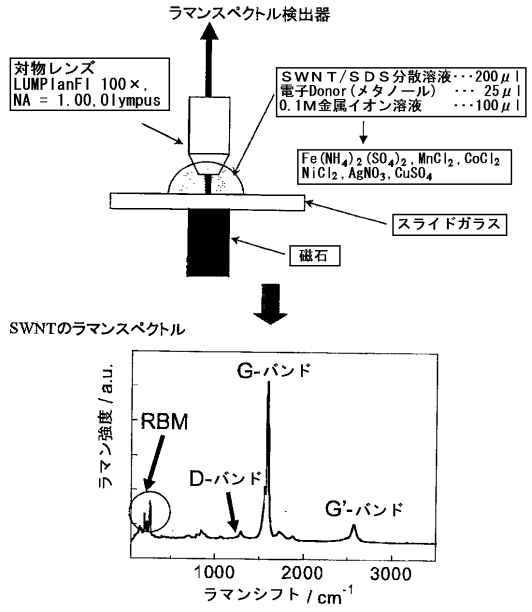 ラマンスペクトル検出器
対物レンズ
LUMPlanFl 100×,
NA = 1.00,Olympus
SWNT/SDS分散溶液･･･200μl
電子Donor(メタノール) ･･･ 25μl
0.1M金属イオン溶液 ･･･100μl
Fe(NH4)2(SO4)2, MnCl2, CoCl2
NiCl2, AgNO3, CuSO4
スライドガラス
磁石
SWNTのラマンスペクトル
G-バンド
RBM
D-バンド
G'-バンド
ラマン強度 / a.u.
1000 2000 3000
ラマンシフト / cm-1